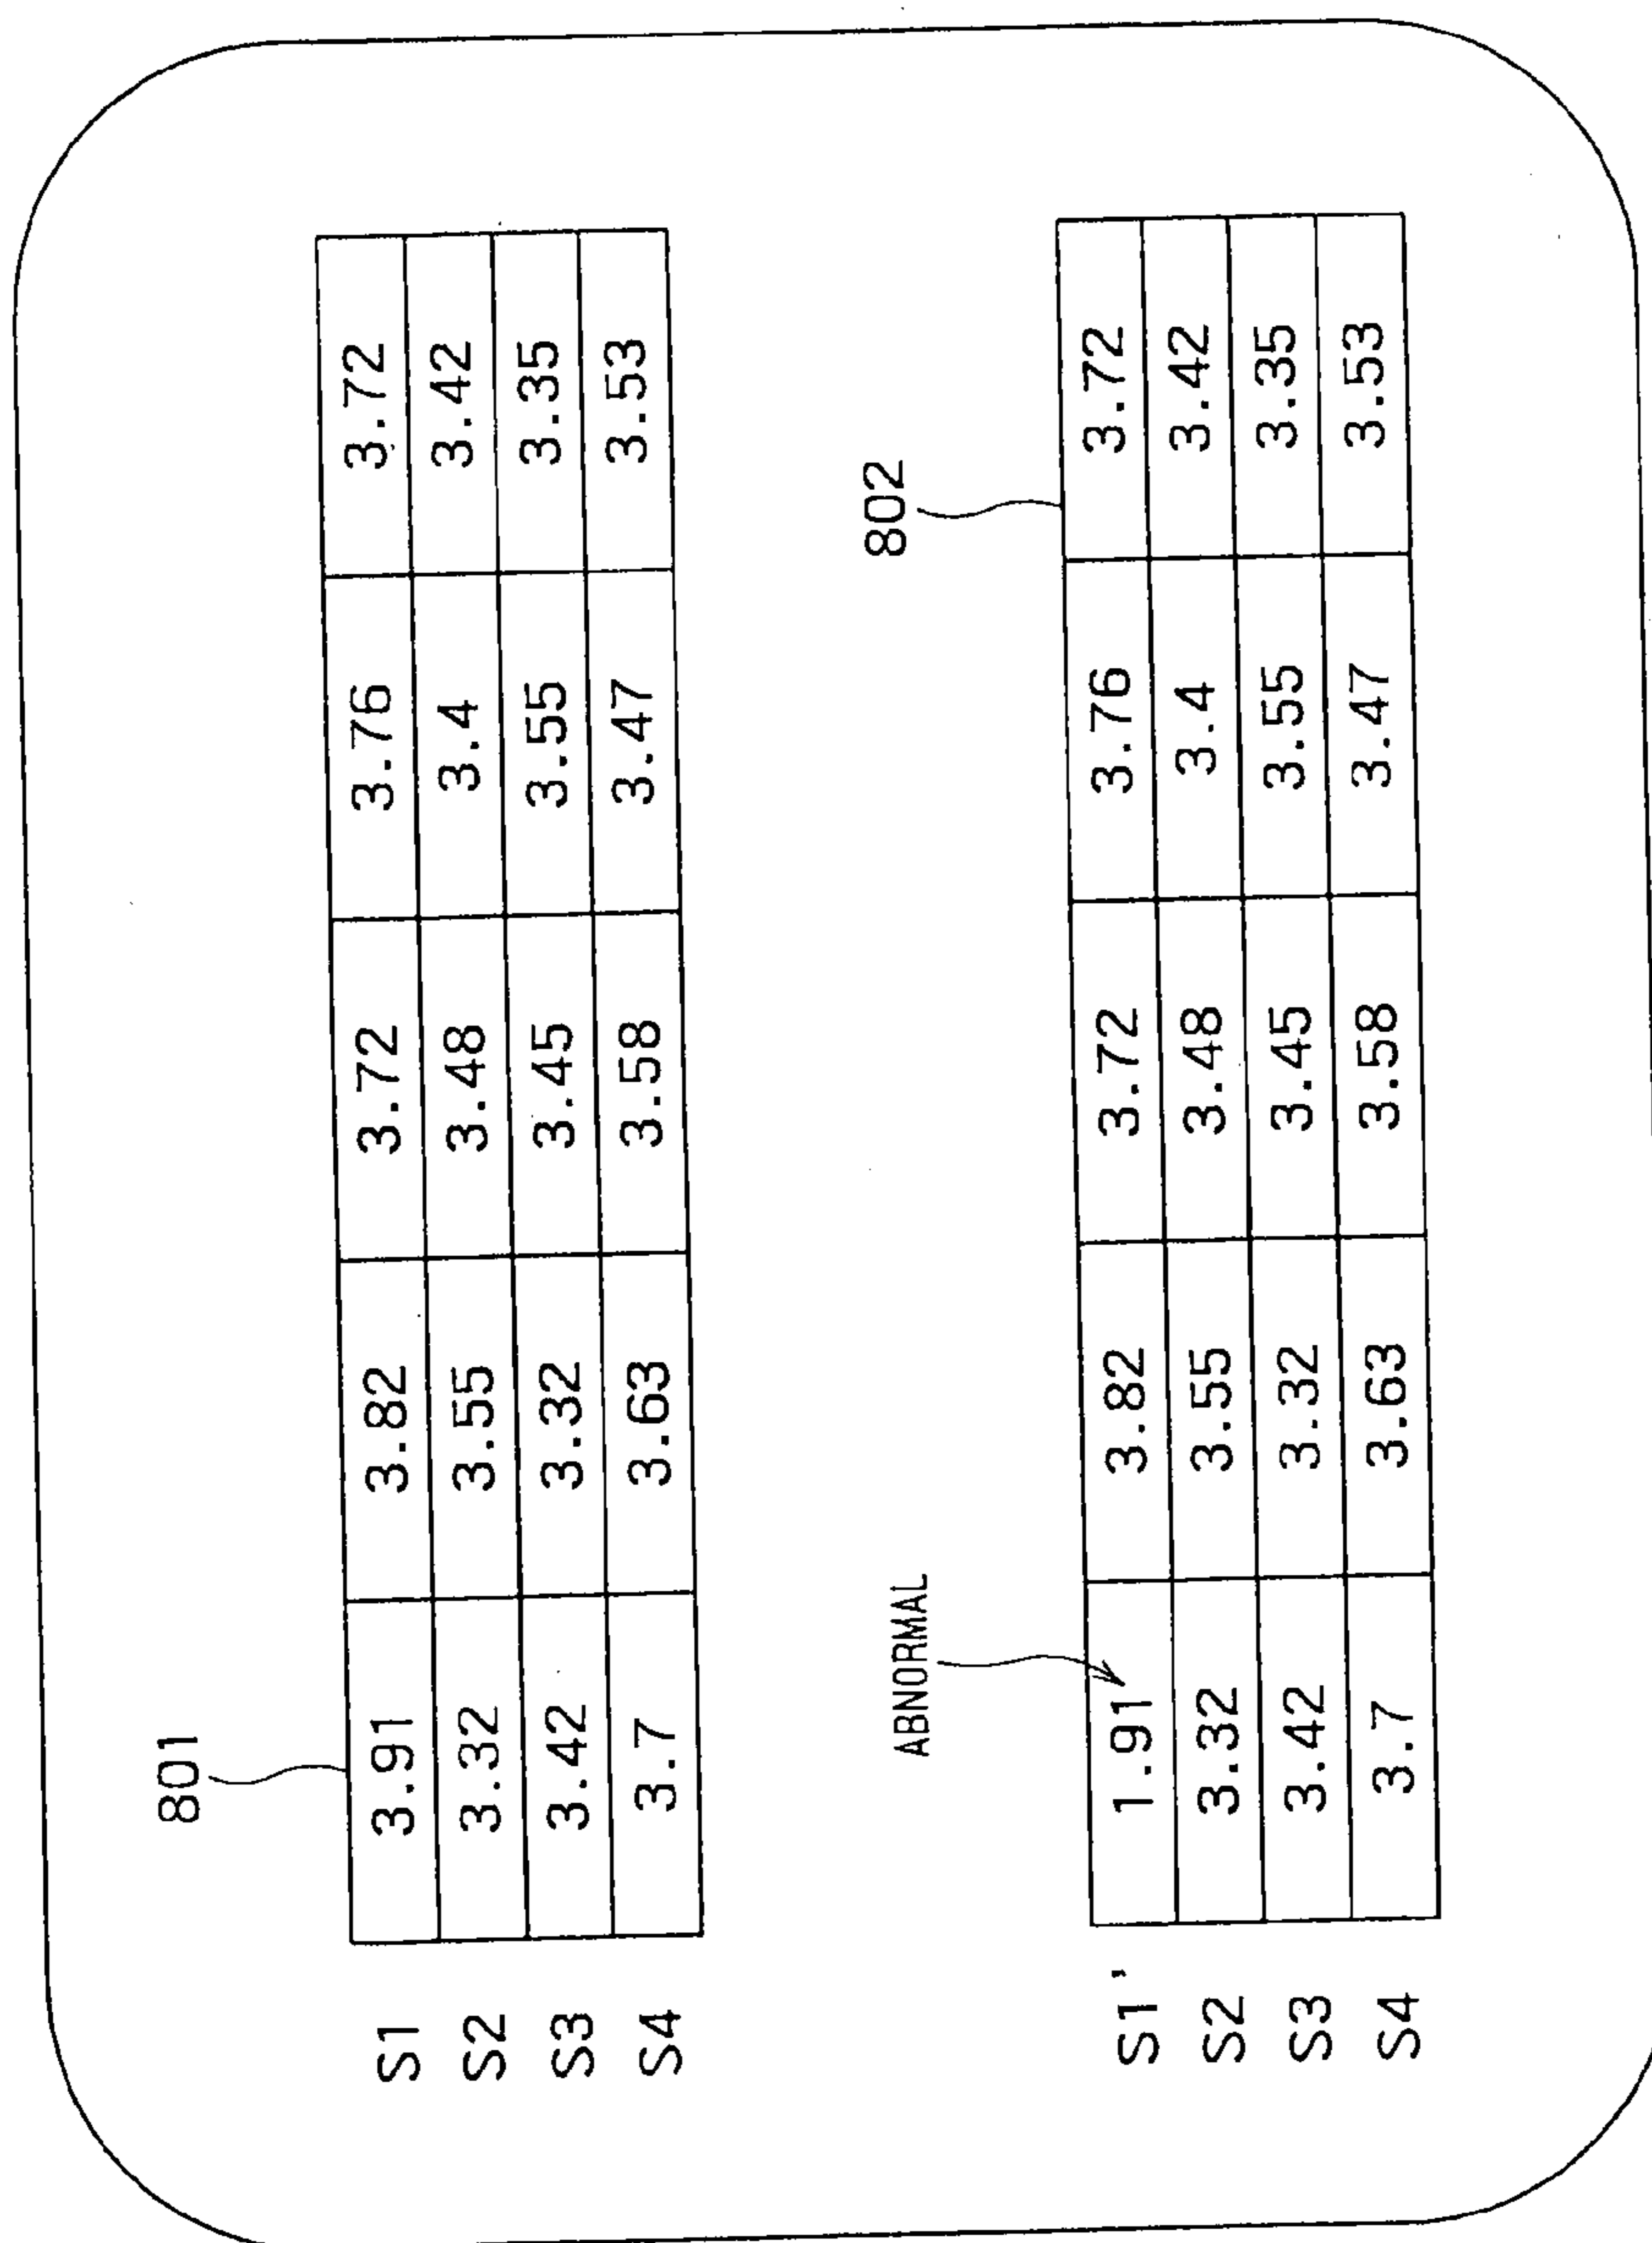 801
S1 3.91 3.82 3.72 3.76 3.72
S2 3.32 3.55 3.48 3.4 3.42
S3 3.42 3.32 3.45 3.55 3.35
S4 3.7 3.63 3.58 3.47 3.53
ABNORMAL
802
S1' 1.91 3.82 3.72 3.76 3.72
S2 3.32 3.55 3.48 3.4 3.42
S3 3.42 3.32 3.45 3.55 3.35
S4 3.7 3.63 3.58 3.47 3.53